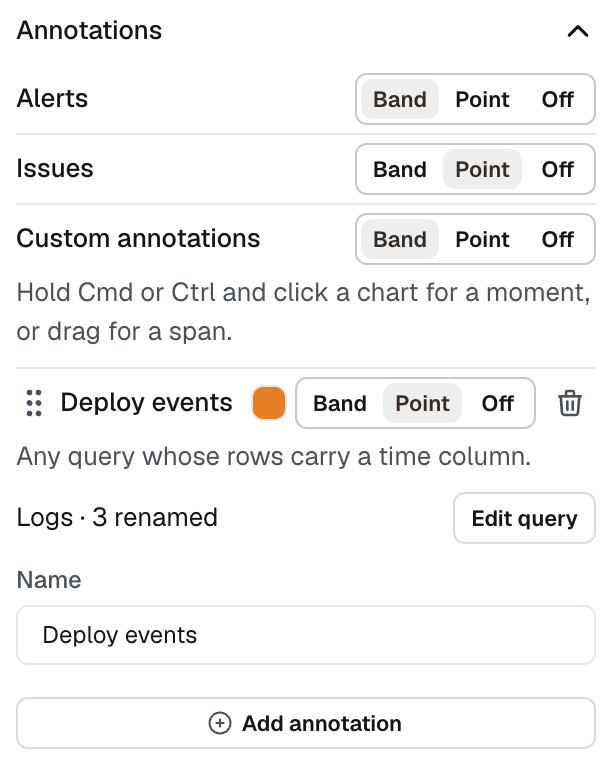 Annotations
Alerts Band Point Off
Issues Band Point Off
Custom annotations Band Point Off
Hold Cmd or Ctrl and click a chart for a moment,
or drag for a span.
Deploy events Band Point Off
Any query whose rows carry a time column.
Logs · 3 renamed Edit query
Name
Deploy events
Add annotation